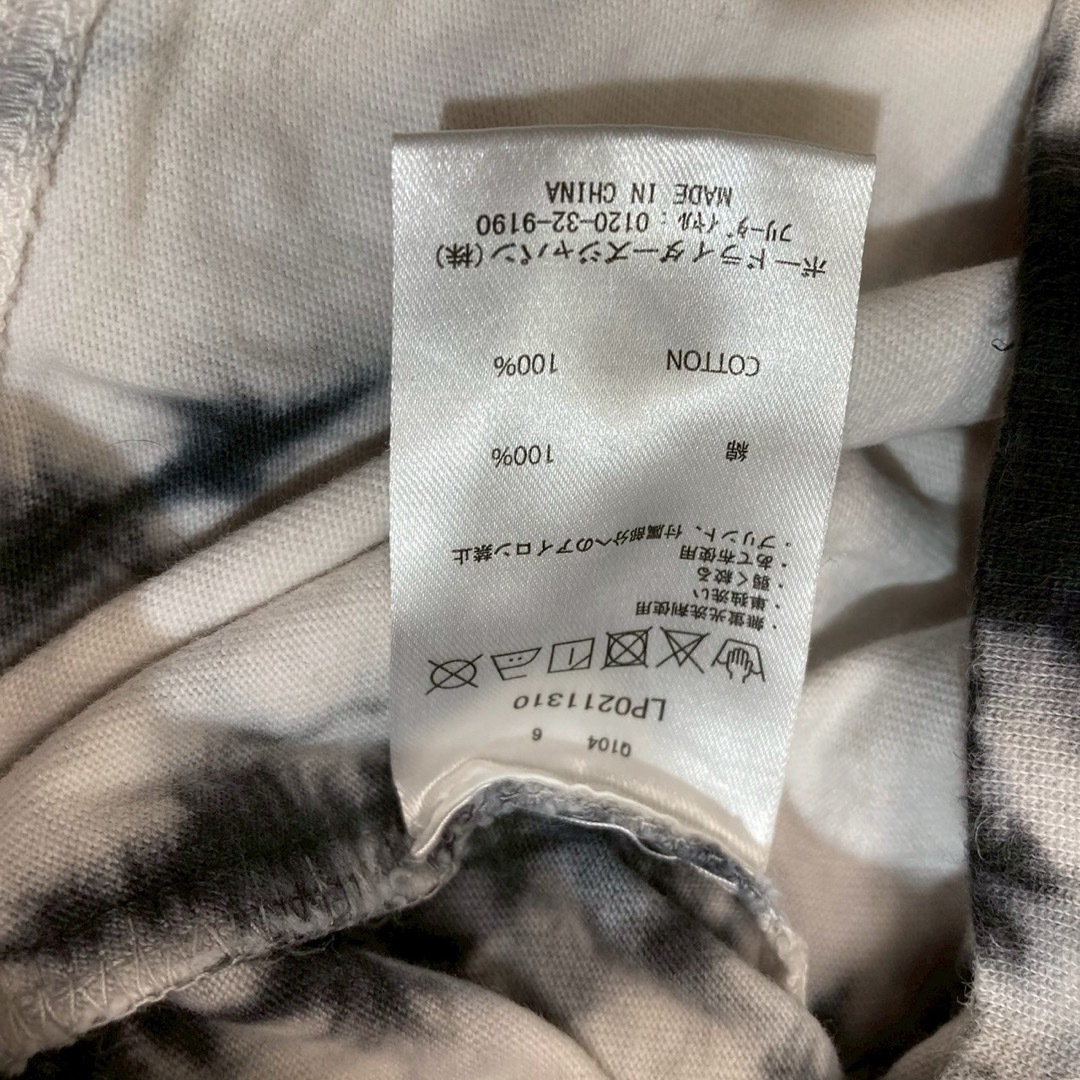 Q104 6
LP0211310
・無蛍光洗剤使用
・単独洗い
・弱く絞る
・あて布使用
・プリント、付属部分へのアイロン禁止
綿 100%
COTTON 100%
ボードライダーズジャパン(株)
フリーダイヤル：0120-32-9190
MADE IN CHINA